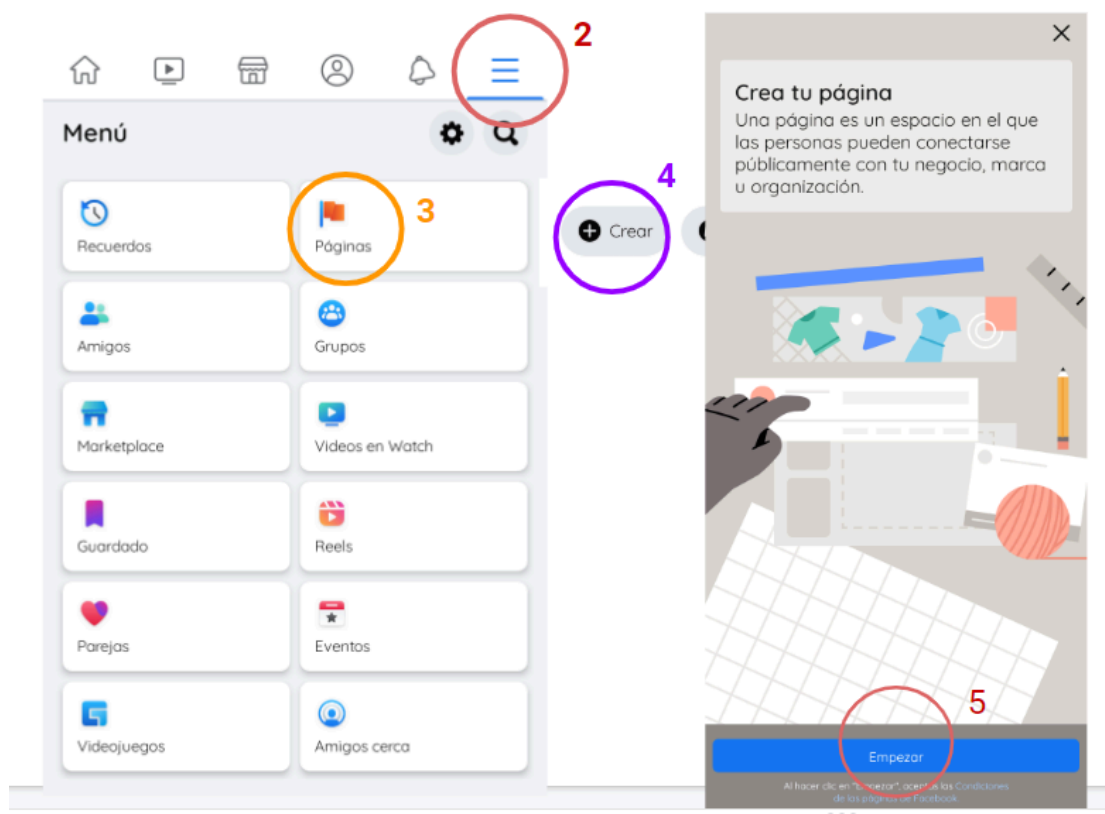 2
Menú
Recuerdos
3
Páginas
Amigos
Grupos
Marketplace
Videos en Watch
Guardado
Reels
Parejas
Eventos
Videojuegos
Amigos cerca
4
Crear
Crea tu página
Una página es un espacio en el que
las personas pueden conectarse
públicamente con tu negocio, marca
u organización.
5
Empezar
Al hacer clic en "Empezar", aceptas las Condiciones
de las páginas de Facebook.